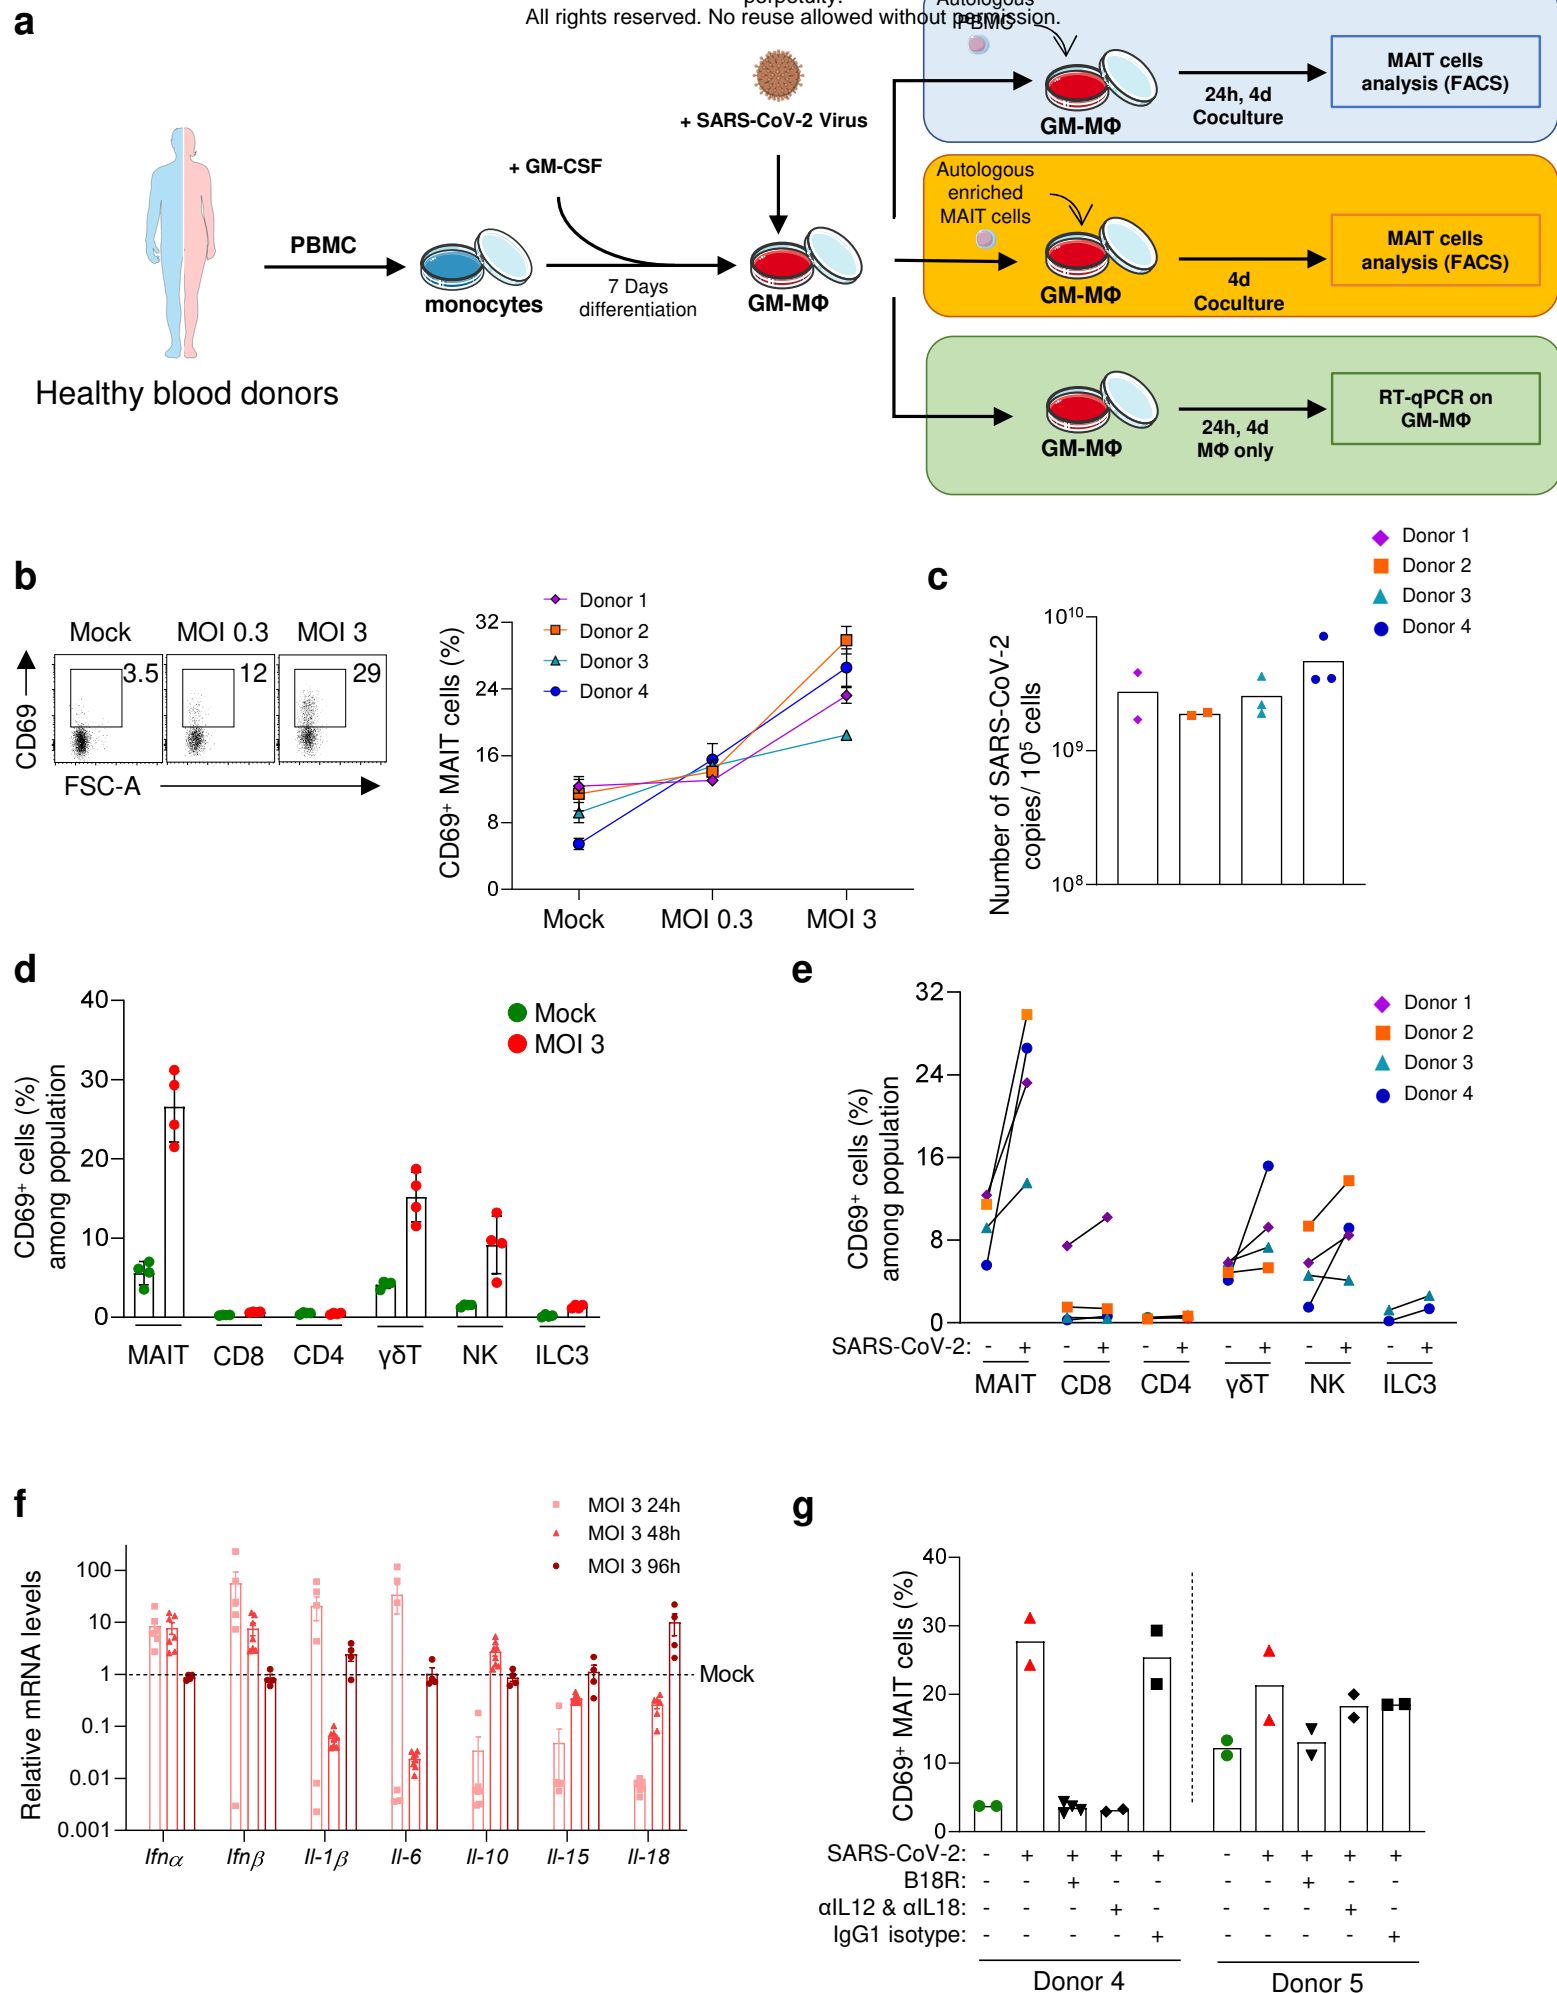 a
perpetuity.
All rights reserved. No reuse allowed without permission.
Autologous
PBMC
+ SARS-CoV-2 Virus
GM-MΦ
24h, 4d
Coculture
MAIT cells
analysis (FACS)
PBMC
+ GM-CSF
monocytes
7 Days
differentiation
GM-MΦ
Autologous
enriched
MAIT cells
GM-MΦ
4d
Coculture
MAIT cells
analysis (FACS)
Healthy blood donors
GM-MΦ
24h, 4d
MΦ only
RT-qPCR on
GM-MΦ
b
Mock
MOI 0.3
MOI 3
3.5
12
29
CD69
FSC-A
CD69⁺ MAIT cells (%)
32
24
16
8
0
Donor 1
Donor 2
Donor 3
Donor 4
Mock
MOI 0.3
MOI 3
c
Donor 1
Donor 2
Donor 3
Donor 4
Number of SARS-CoV-2
copies/ 10⁵ cells
10¹⁰
10⁹
10⁸
d
CD69⁺ cells (%)
among population
40
30
20
10
0
Mock
MOI 3
MAIT
CD8
CD4
γδT
NK
ILC3
e
CD69⁺ cells (%)
among population
32
24
16
8
0
Donor 1
Donor 2
Donor 3
Donor 4
SARS-CoV-2: - + - + - + - + - + - +
MAIT
CD8
CD4
γδT
NK
ILC3
f
MOI 3 24h
MOI 3 48h
MOI 3 96h
Relative mRNA levels
100
10
1
0.1
0.01
0.001
Mock
Ifnα
Ifnβ
Il-1β
Il-6
Il-10
Il-15
Il-18
g
CD69⁺ MAIT cells (%)
40
30
20
10
0
SARS-CoV-2: - + + + + - + + + +
B18R: - - + - - - - + - -
αIL12 & αIL18: - - - + - - - - + -
IgG1 isotype: - - - - + - - - - +
Donor 4
Donor 5